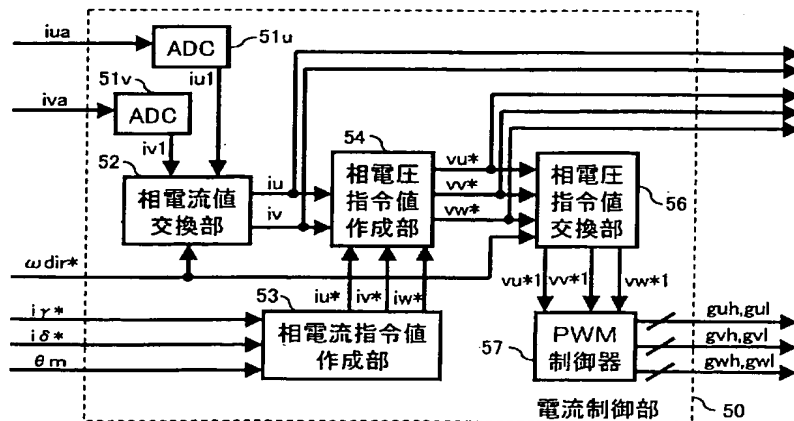 iua
ADC
51u
51v
iu1
iva
ADC
iv1
52
相電流値
交換部
iu
iv
54
相電圧
指令値
作成部
vu*
vv*
vw*
相電圧
指令値
交換部
56
ωdir*
iu*
iv*
iw*
vu*1
vv*1
vw*1
iγ*
iδ*
θm
53
相電流指令値
作成部
57
PWM
制御器
guh,gul
gvh,gvl
gwh,gwl
電流制御部
50